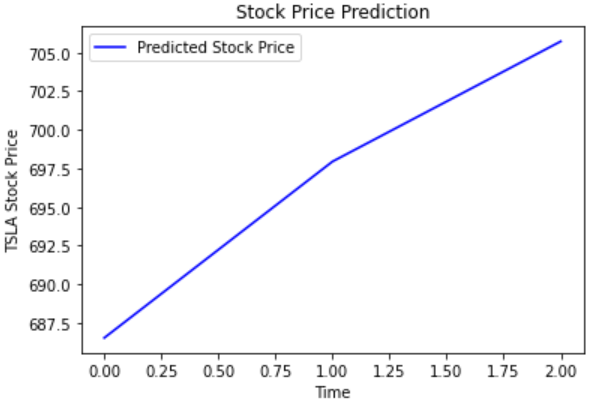 Stock Price Prediction
Predicted Stock Price
TSLA Stock Price
705.0
702.5
700.0
697.5
695.0
692.5
690.0
687.5
0.00 0.25 0.50 0.75 1.00 1.25 1.50 1.75 2.00
Time